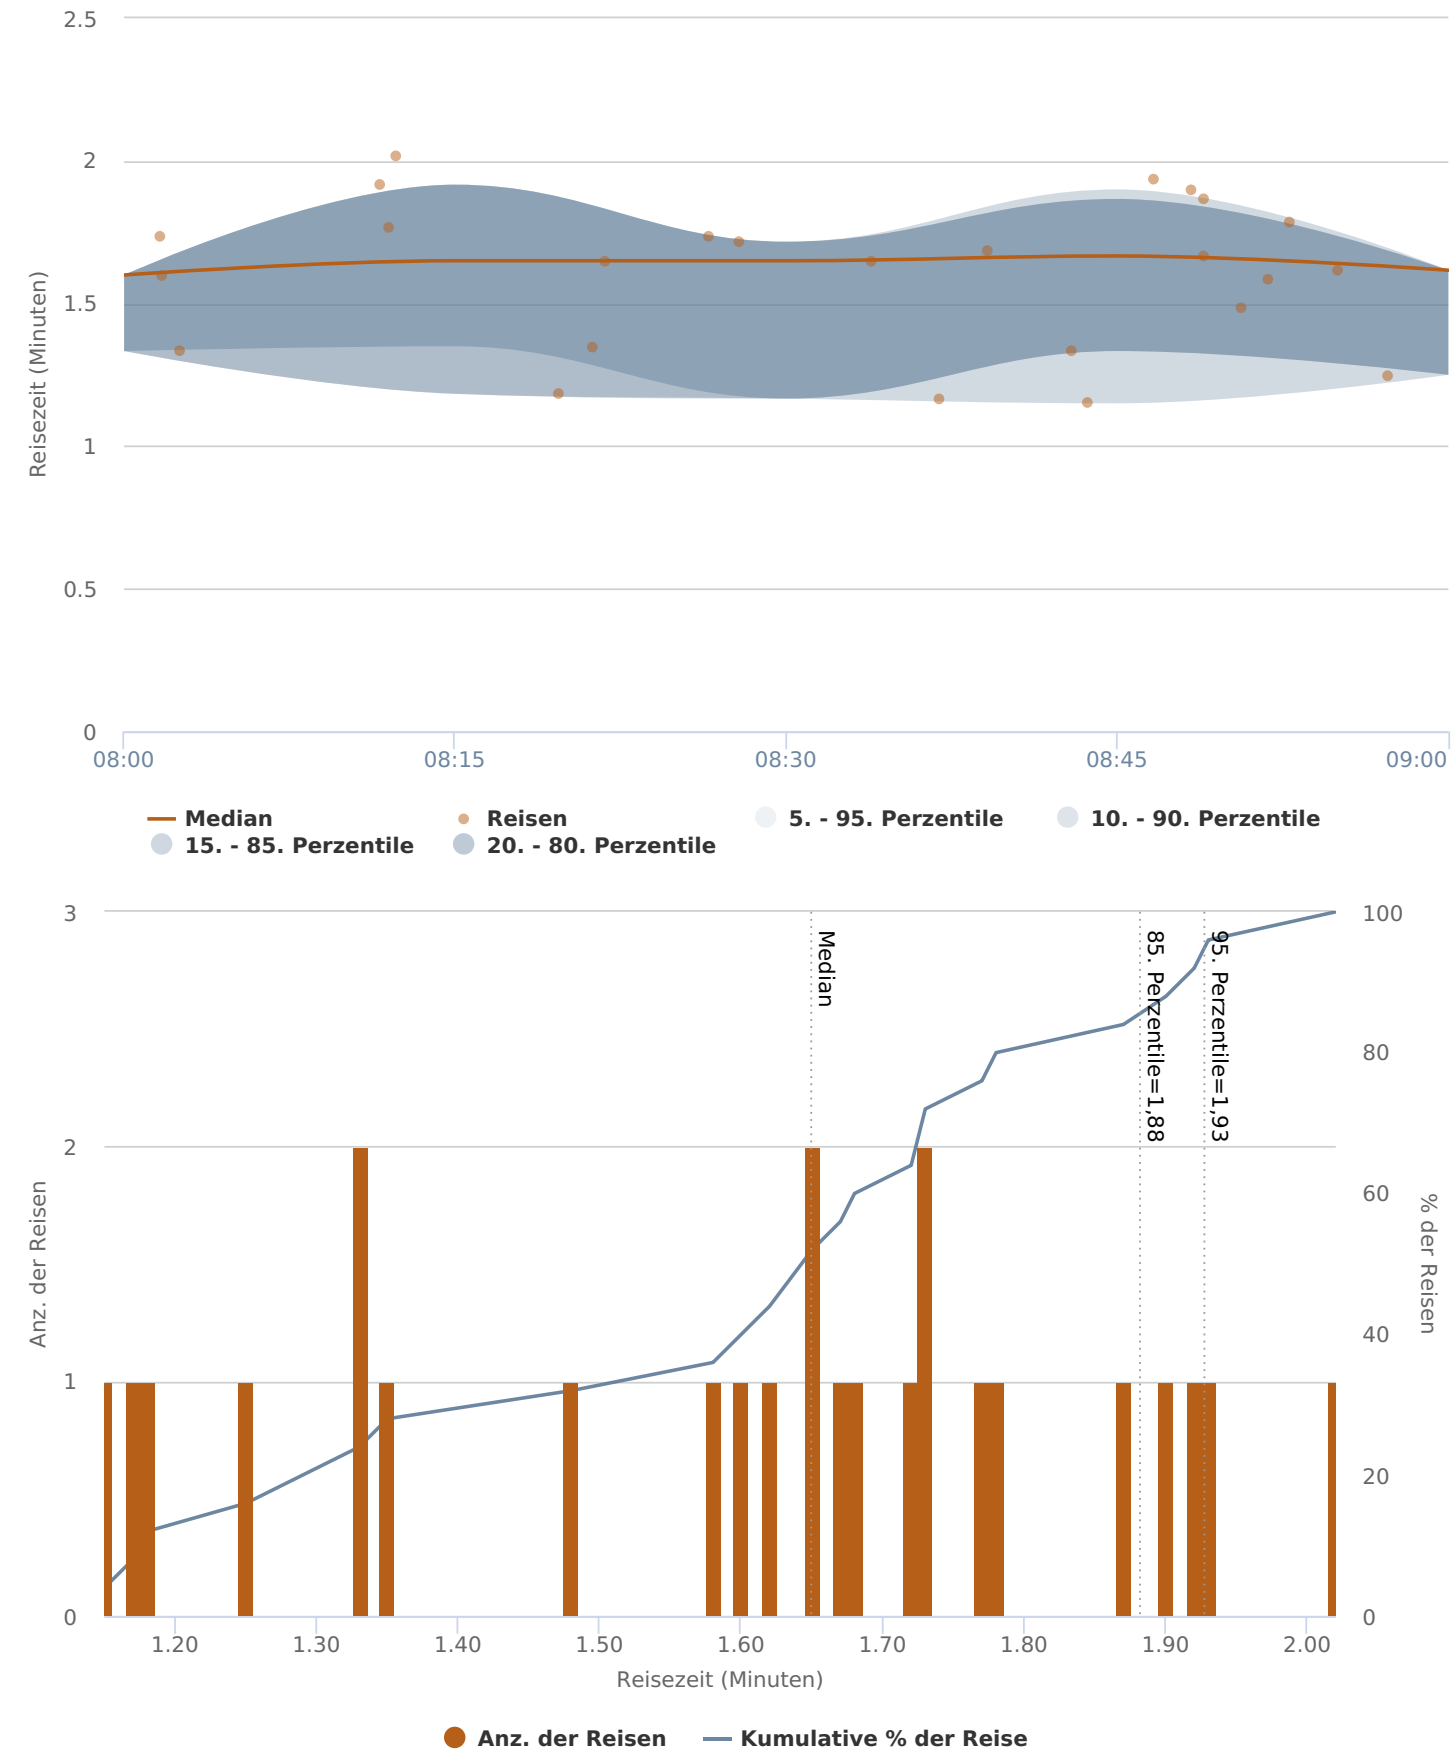 2.5
2
1.5
1
0.5
0
Reisezeit (Minuten)
08:00 08:15 08:30 08:45 09:00
Median Reisen 5. - 95. Perzentile 10. - 90. Perzentile
15. - 85. Perzentile 20. - 80. Perzentile
3
2
1
0
Anz. der Reisen
Median
85. Perzentile=1,88
95. Perzentile=1,93
100
80
60
40
20
0
% der Reisen
1.20 1.30 1.40 1.50 1.60 1.70 1.80 1.90 2.00
Reisezeit (Minuten)
Anz. der Reisen Kumulative % der Reise